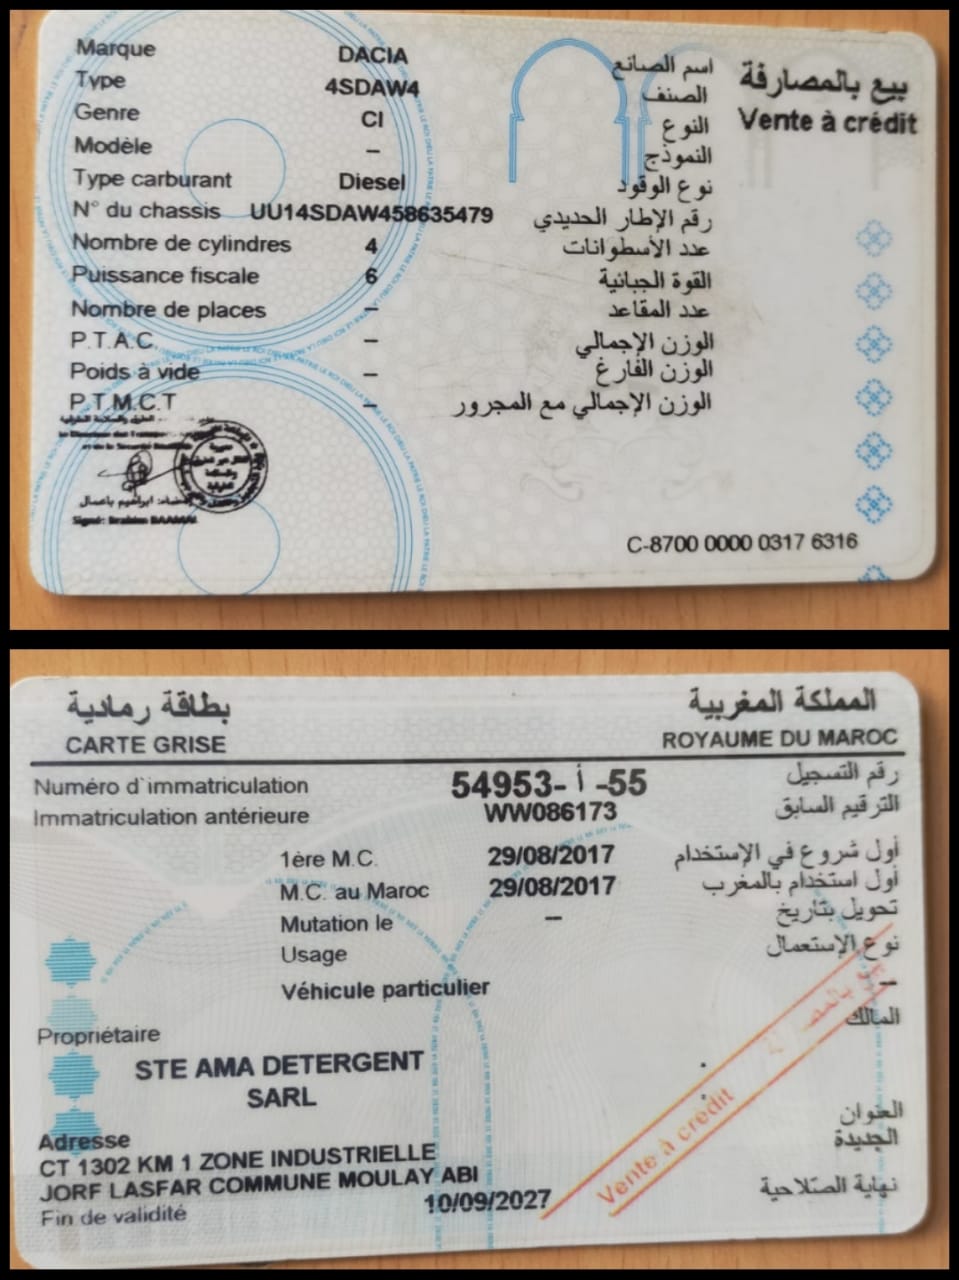 Marque DACIA اسم الصانع
بيع بالمصارفة
Type 4SDAW4 الصنف
Vente à crédit
Genre CI النوع
Modèle – النموذج
Type carburant Diesel نوع الوقود
N° du chassis UU14SDAW458635479 رقم الإطار الحديدي
Nombre de cylindres 4 عدد الأسطوانات
Puissance fiscale 6 القوة الجبائية
Nombre de places – عدد المقاعد
P.T.A.C – الوزن الإجمالي
Poids à vide – الوزن الفارغ
P.T.M.C.T – الوزن الإجمالي مع المجرور
إمضاء: ابراهيم باعمال
Signé: Brahim BAAMAL
C-8700 0000 0317 6316
بطاقة رمادية المملكة المغربية
CARTE GRISE ROYAUME DU MAROC
Numéro d`immatriculation 54953- أ -55 رقم التسجيل
Immatriculation antérieure WW086173 الترقيم السابق
1ère M.C. 29/08/2017 أول شروع في الإستخدام
M.C. au Maroc 29/08/2017 أول استخدام بالمغرب
Mutation le – تحويل بتاريخ
Usage نوع الإستعمال
Véhicule particulier –
Propriétaire المالك
STE AMA DETERGENT
SARL
Vente à crédit
Adresse العنوان
CT 1302 KM 1 ZONE INDUSTRIELLE الجديدة
JORF LASFAR COMMUNE MOULAY ABI
Fin de validité 10/09/2027 نهاية الصلاحية